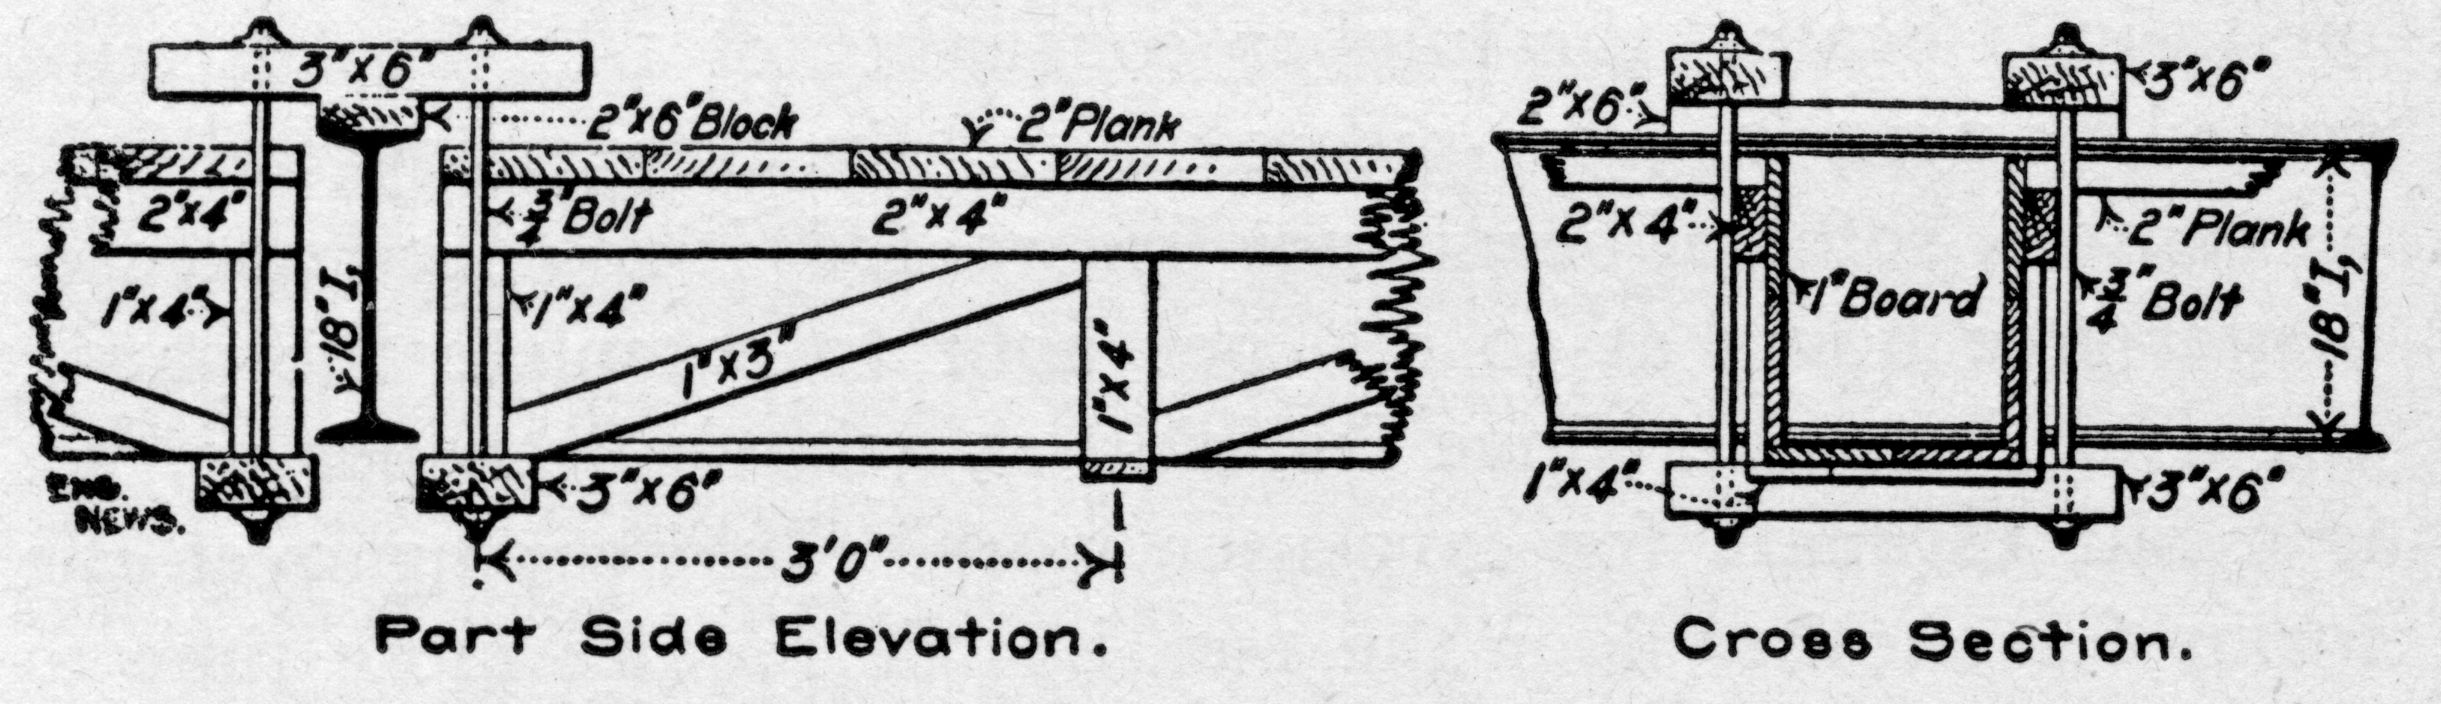 3"x6"
2"x6" Block
2" Plank
2"x4"
3/4" Bolt
2"x4"
1"x4"
18" I,
1"x4"
1"x3"
1"x4"
3"x6"
ENG.
NEWS.
3'0"
Part Side Elevation.
2"x6"
3"x6"
2"x4"
2" Plank
1" Board
3/4" Bolt
18" I,
1"x4"
3"x6"
Cross Section.